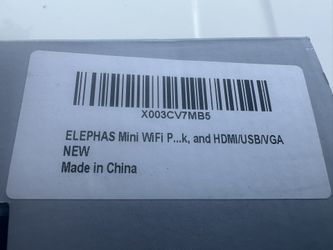 X003CV7MB5
ELEPHAS Mini WiFi P...k, and HDMI/USB/VGA
NEW
Made in China